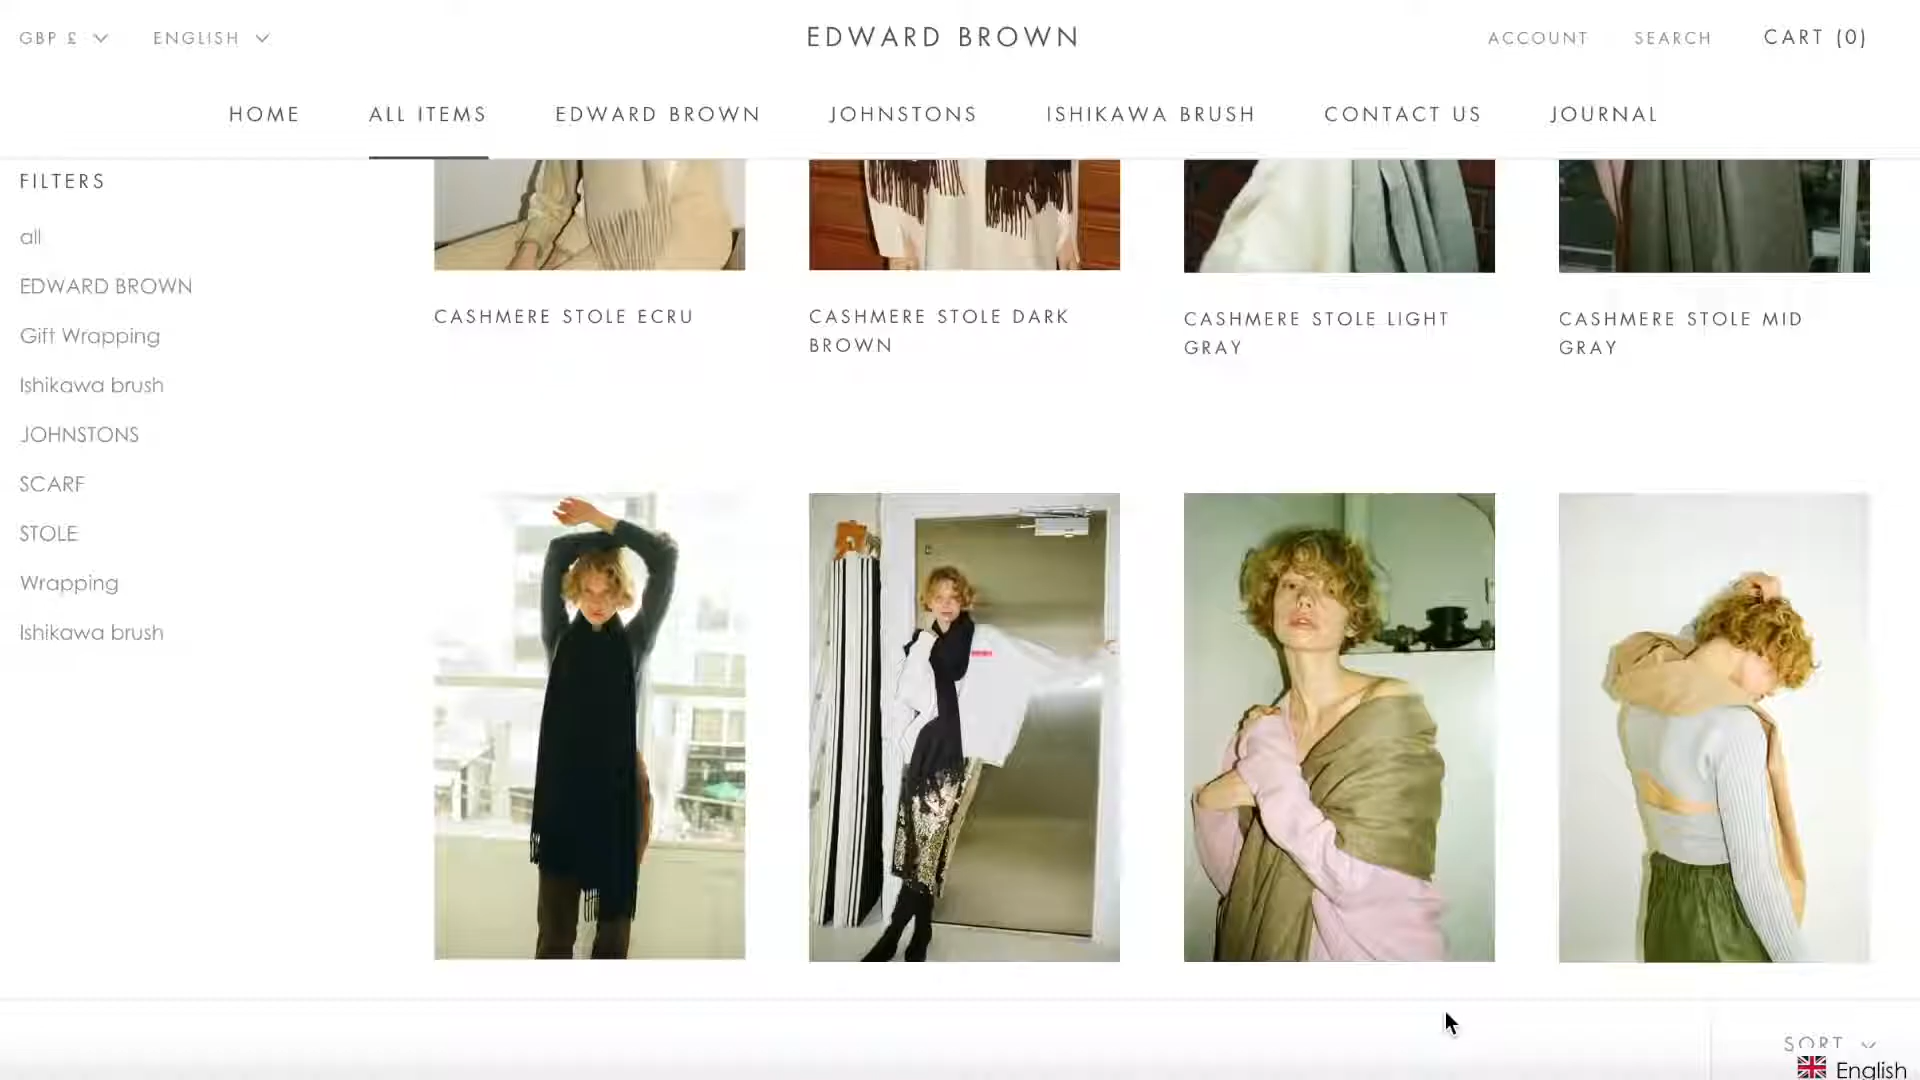 GBP £
ENGLISH
EDWARD BROWN
ACCOUNT
SEARCH
CART (0)
HOME
ALL ITEMS
EDWARD BROWN
JOHNSTONS
ISHIKAWA BRUSH
CONTACT US
JOURNAL
FILTERS
all
EDWARD BROWN
Gift Wrapping
Ishikawa brush
JOHNSTONS
SCARF
STOLE
Wrapping
Ishikawa brush
CASHMERE STOLE ECRU
CASHMERE STOLE DARK
BROWN
CASHMERE STOLE LIGHT
GRAY
CASHMERE STOLE MID
GRAY
SORT
English